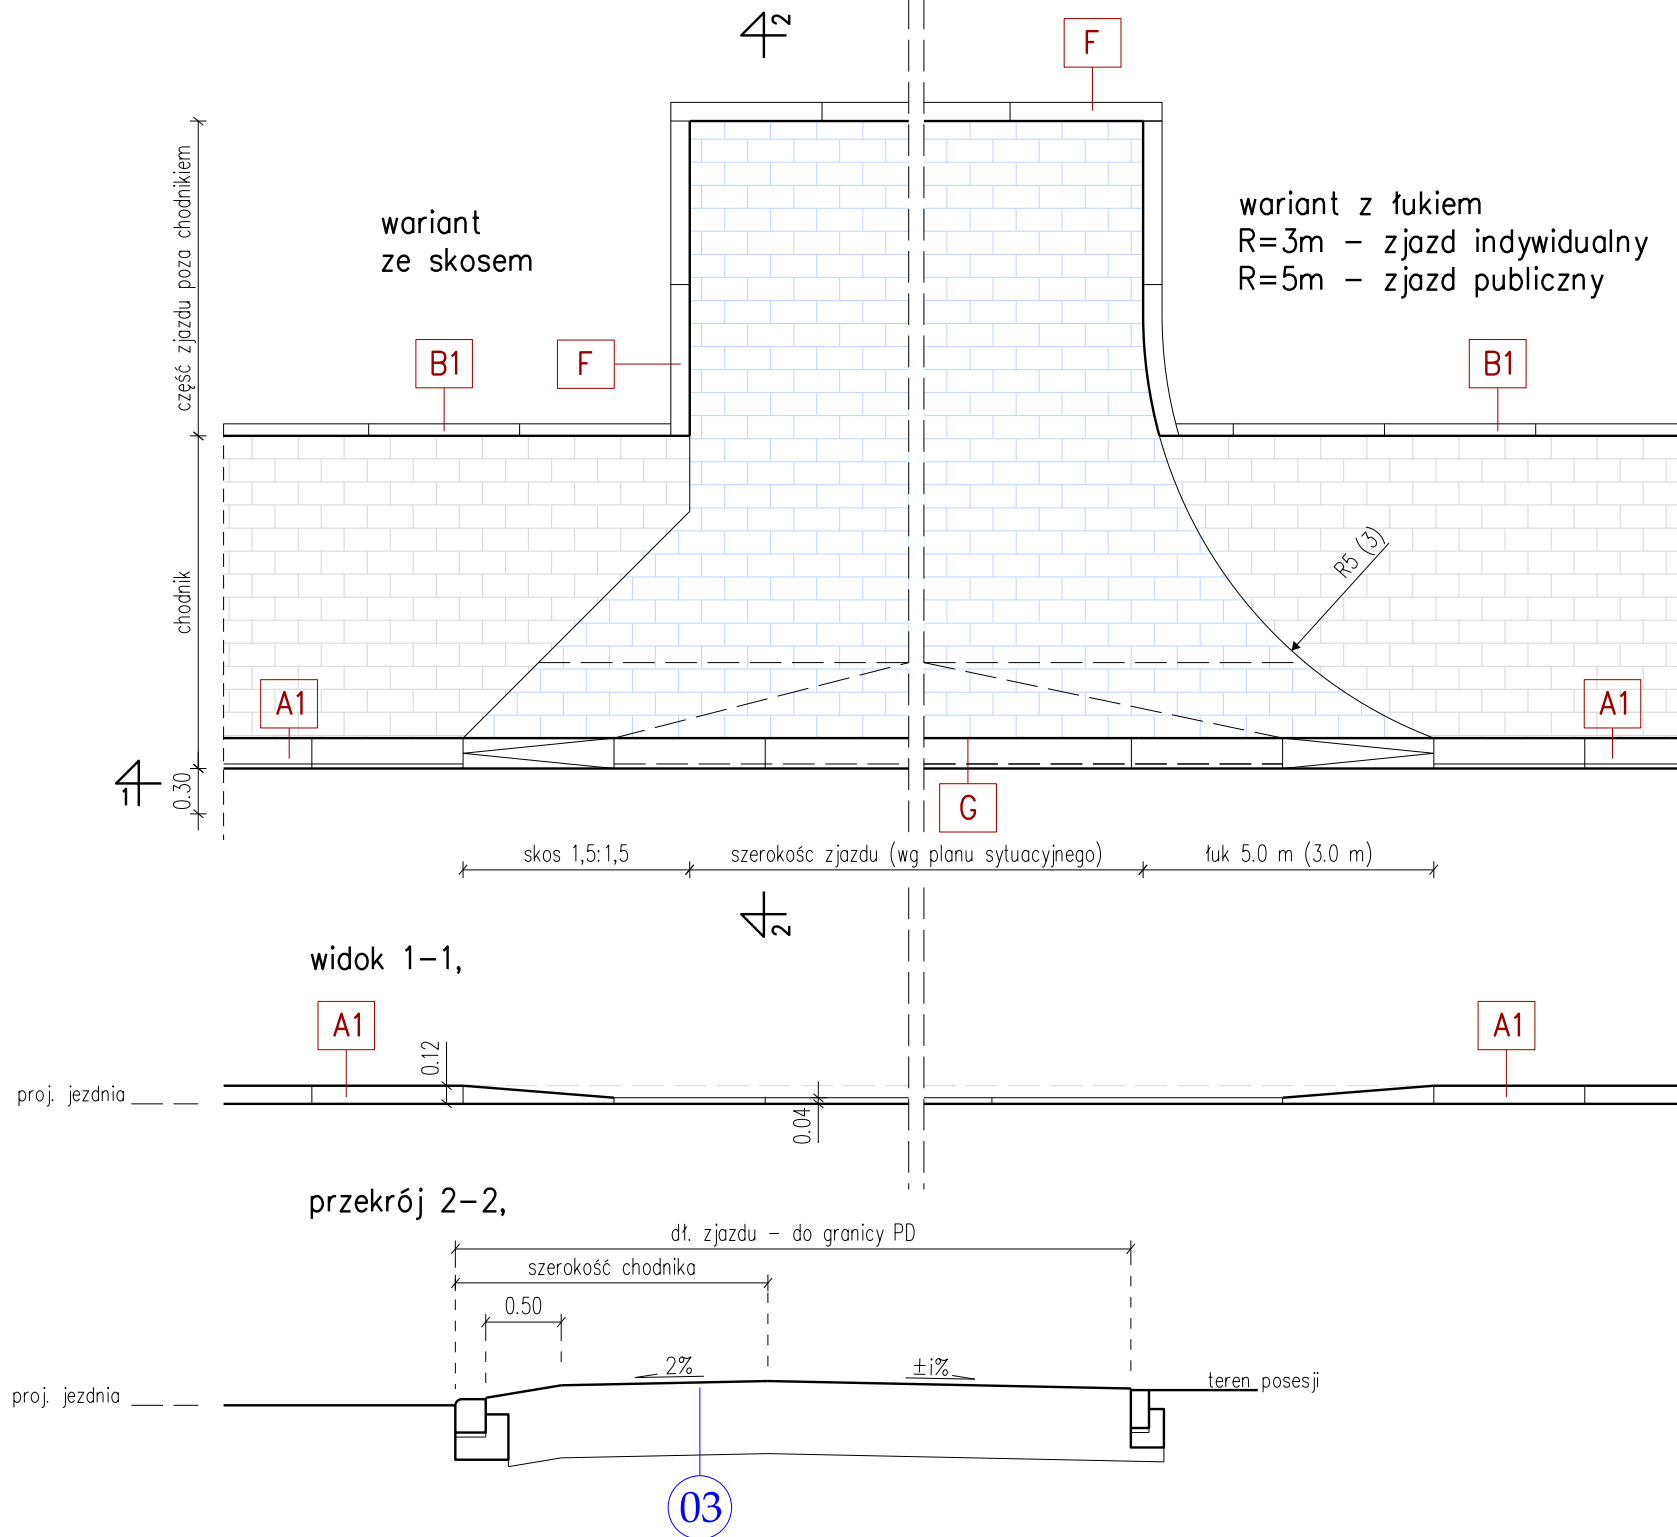 2
F
część zjazdu poza chodnikiem
wariant
ze skosem
wariant z łukiem
R=3m – zjazd indywidualny
R=5m – zjazd publiczny
B1
F
B1
chodnik
R5 (3)
A1
A1
1
0.30
G
skos 1,5:1,5
szerokośc zjazdu (wg planu sytuacyjnego)
łuk 5.0 m (3.0 m)
2
widok 1–1,
A1
A1
0.12
proj. jezdnia
0.04
przekrój 2–2,
dł. zjazdu – do granicy PD
szerokość chodnika
0.50
2%
±i%
teren posesji
proj. jezdnia
03